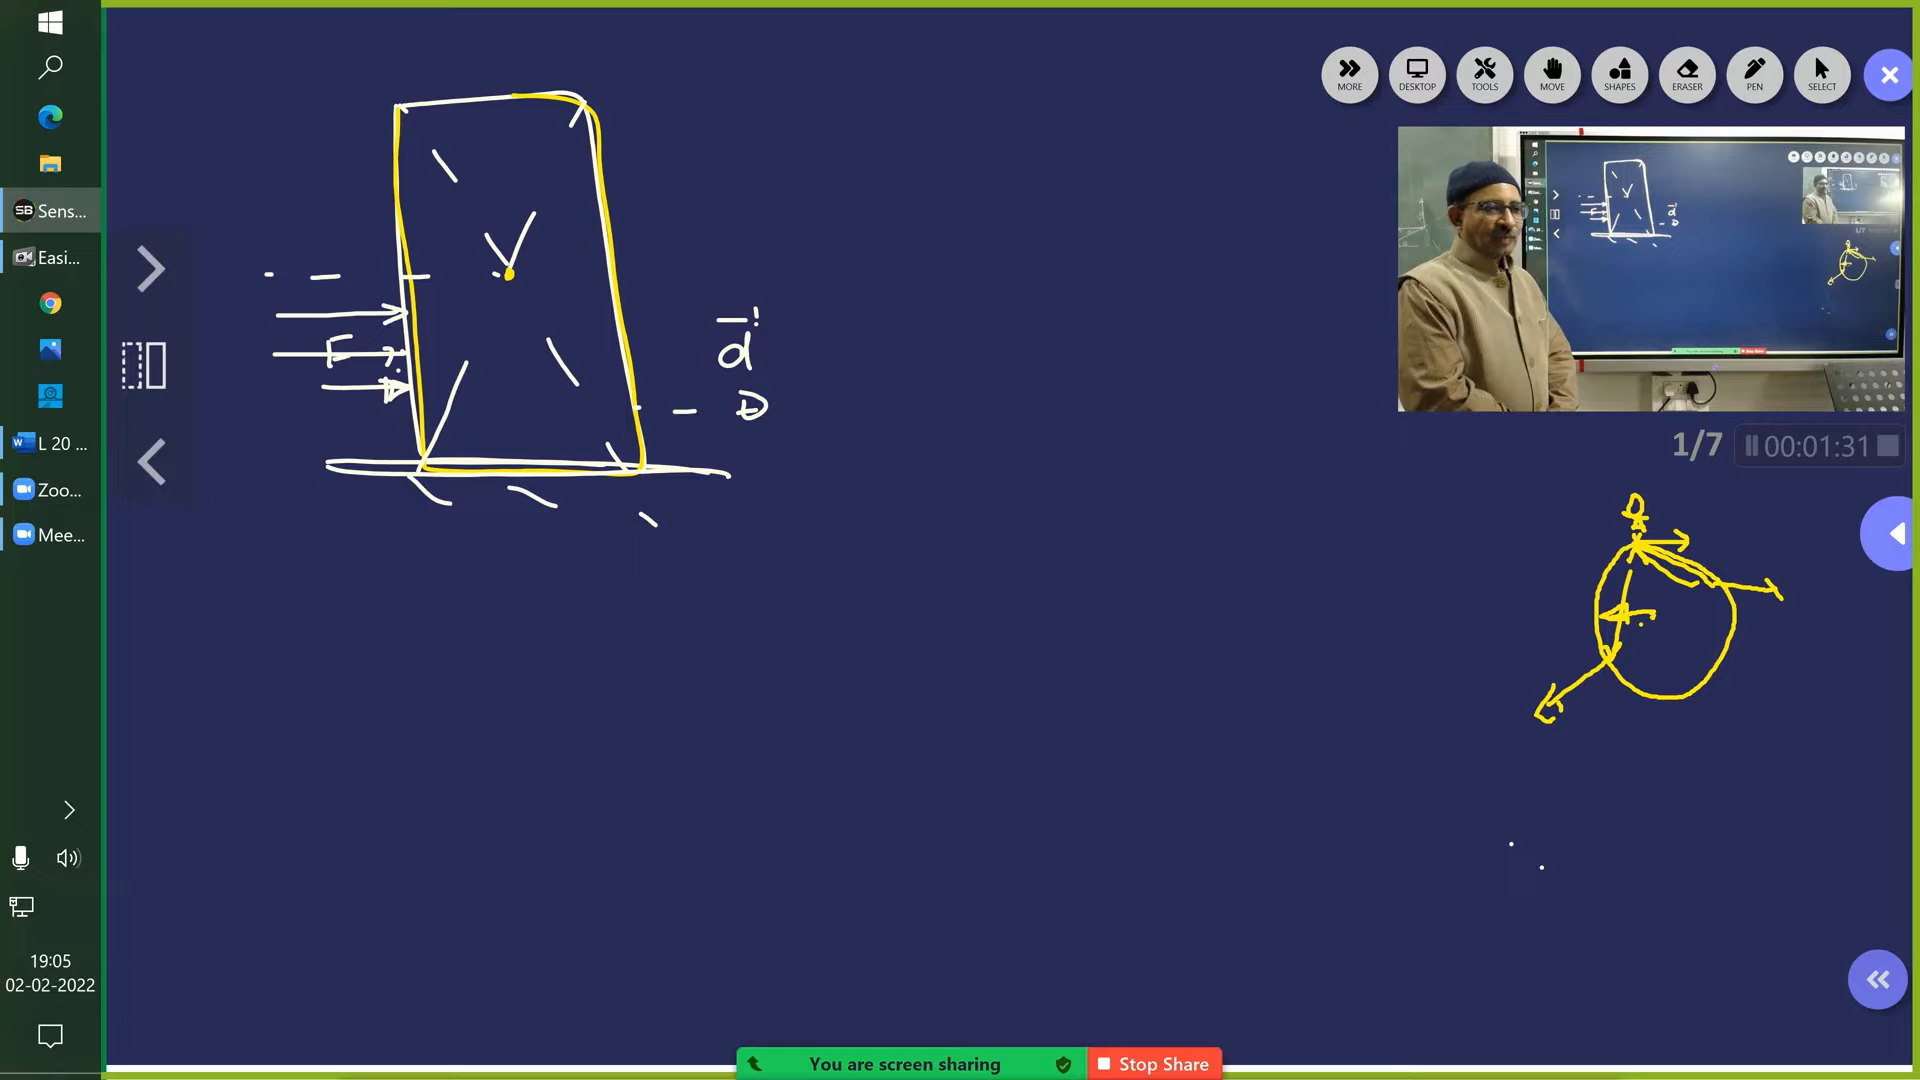 MORE DESKTOP TOOLS MOVE SHAPES ERASER PEN SELECT
SB Sens...
Easi...
W L 20 ...
Zoo...
Mee...
V
F
d
D
1/7 00:01:31
19:05
02-02-2022
You are screen sharing Stop Share